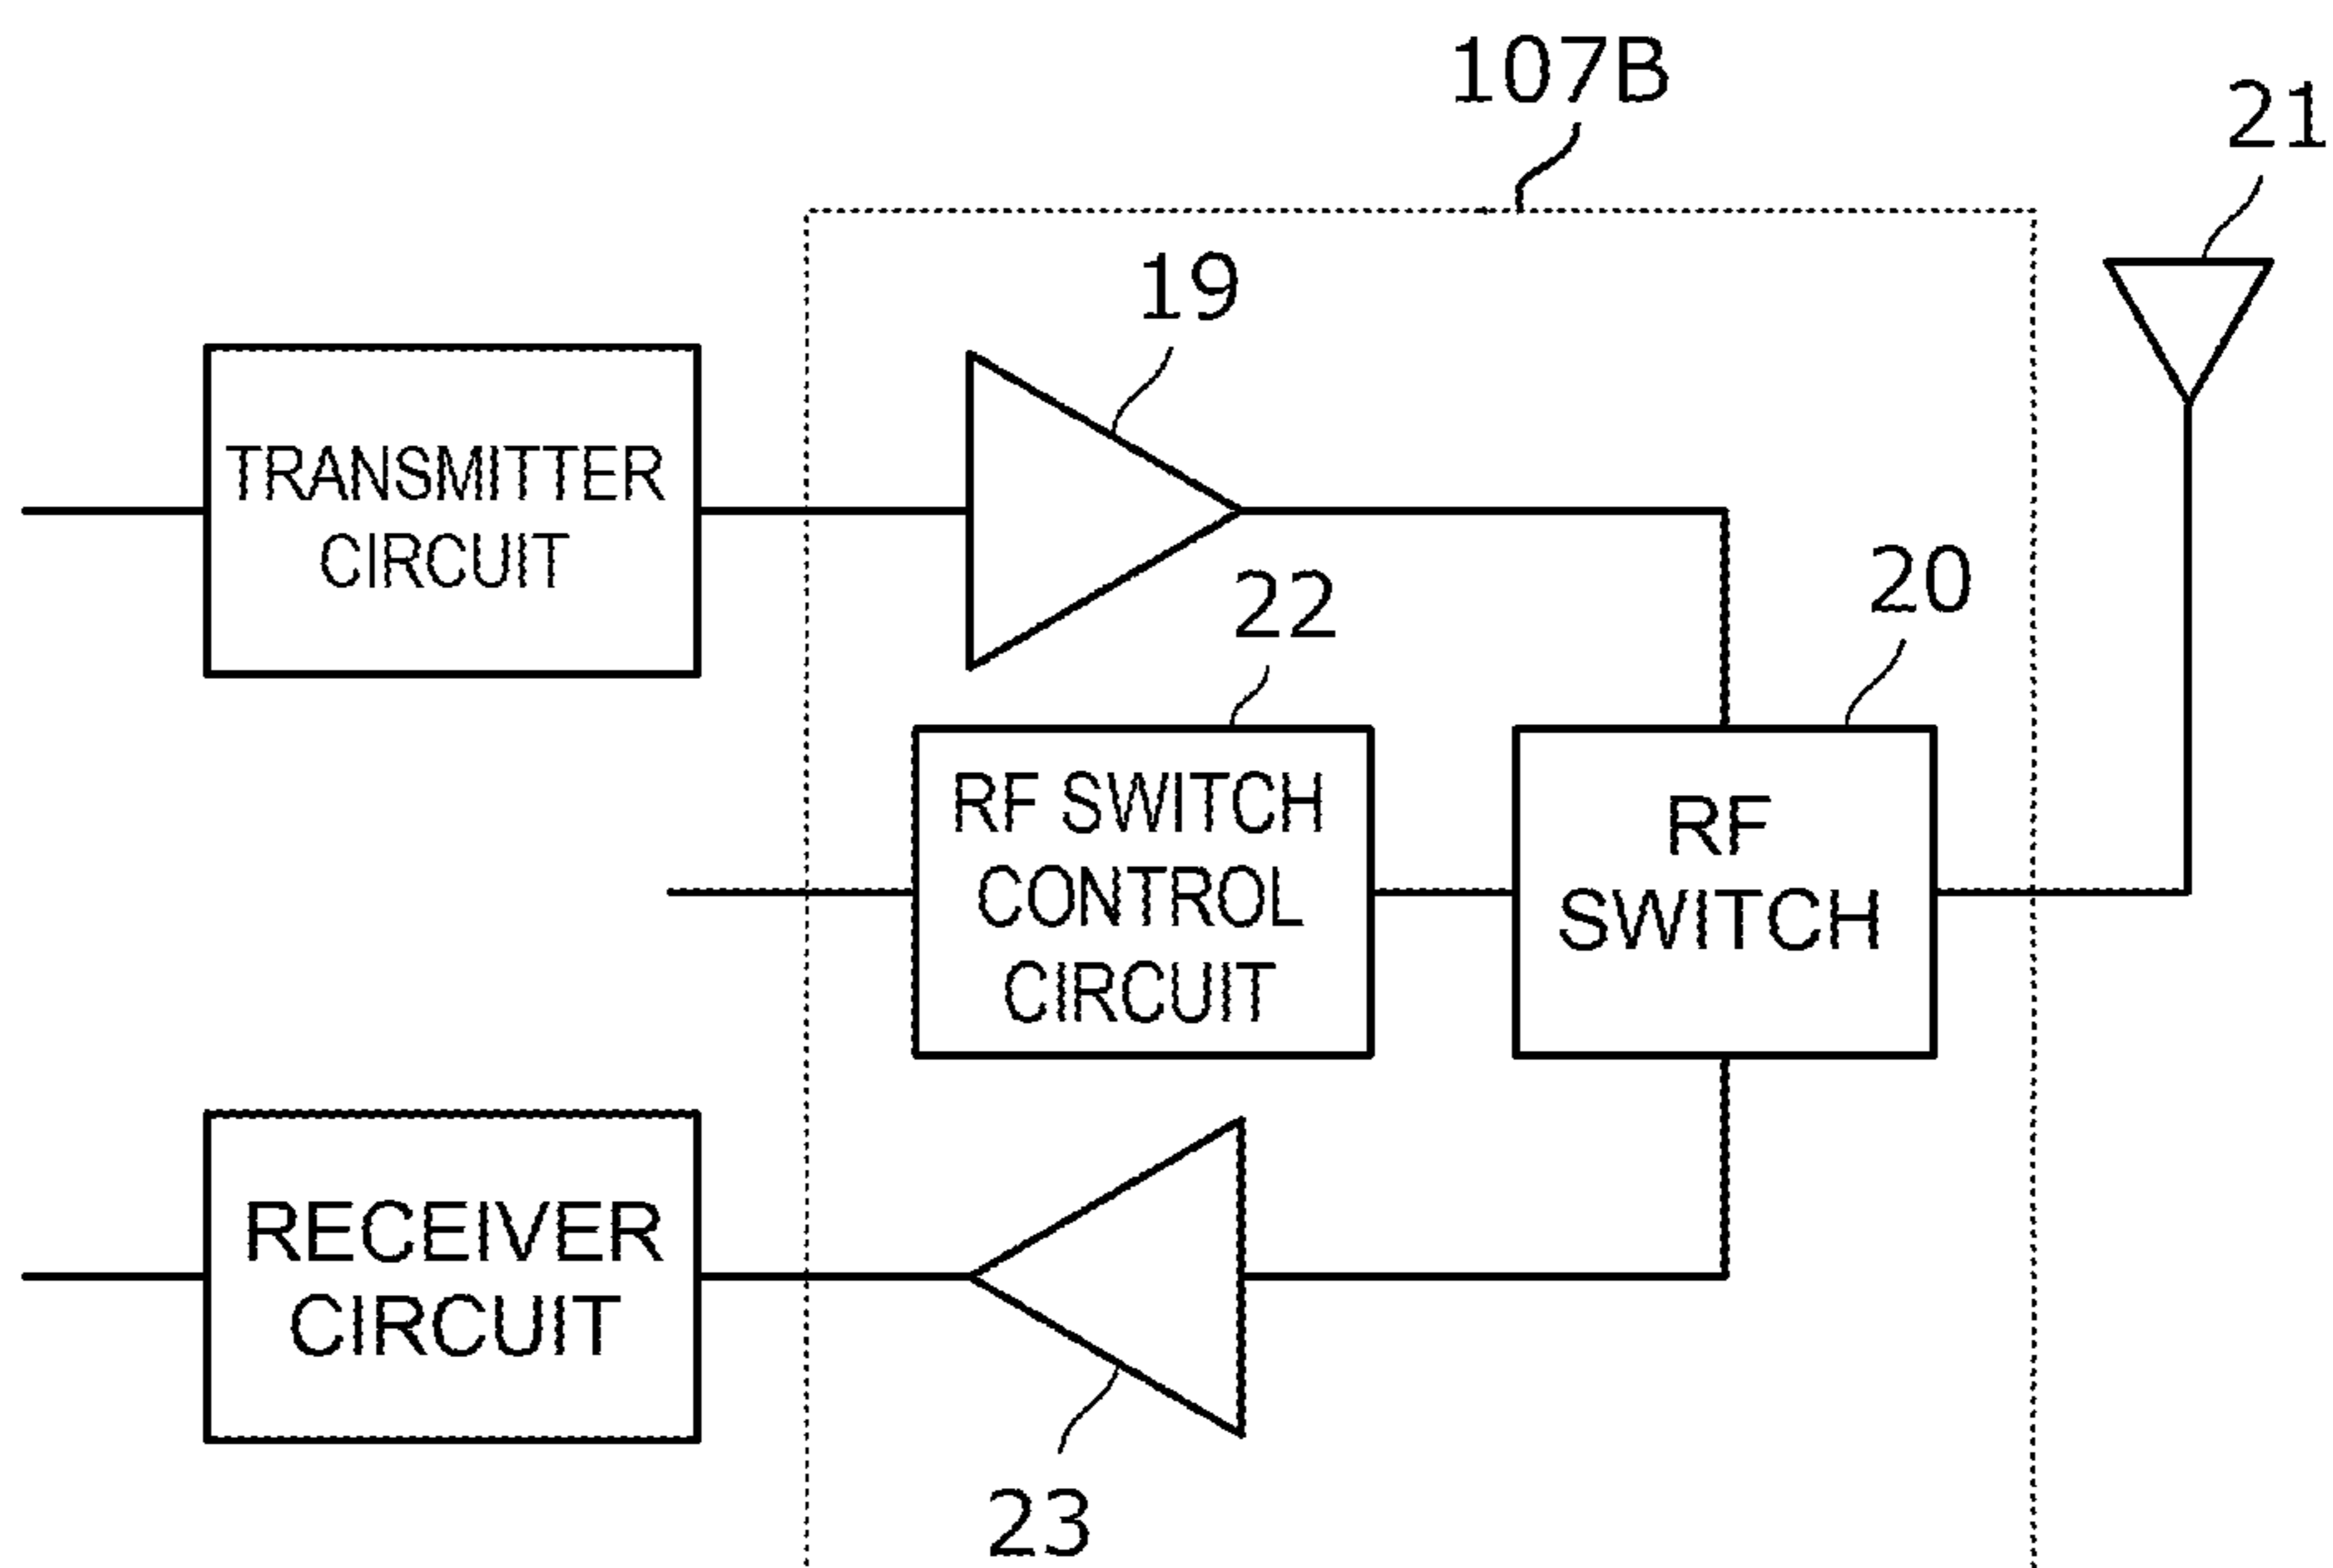 107B
21
19
TRANSMITTER
CIRCUIT
22
20
RF SWITCH
CONTROL
CIRCUIT
RF
SWITCH
RECEIVER
CIRCUIT
23